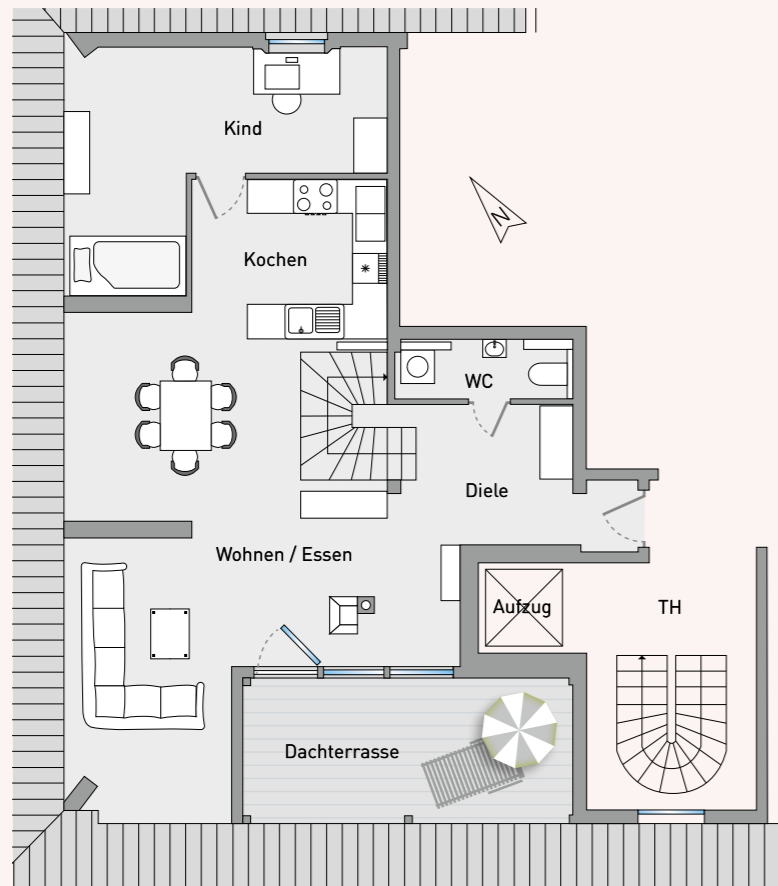 Kind
N
Kochen
WC
Diele
Wohnen / Essen
Aufzug
TH
Dachterrasse